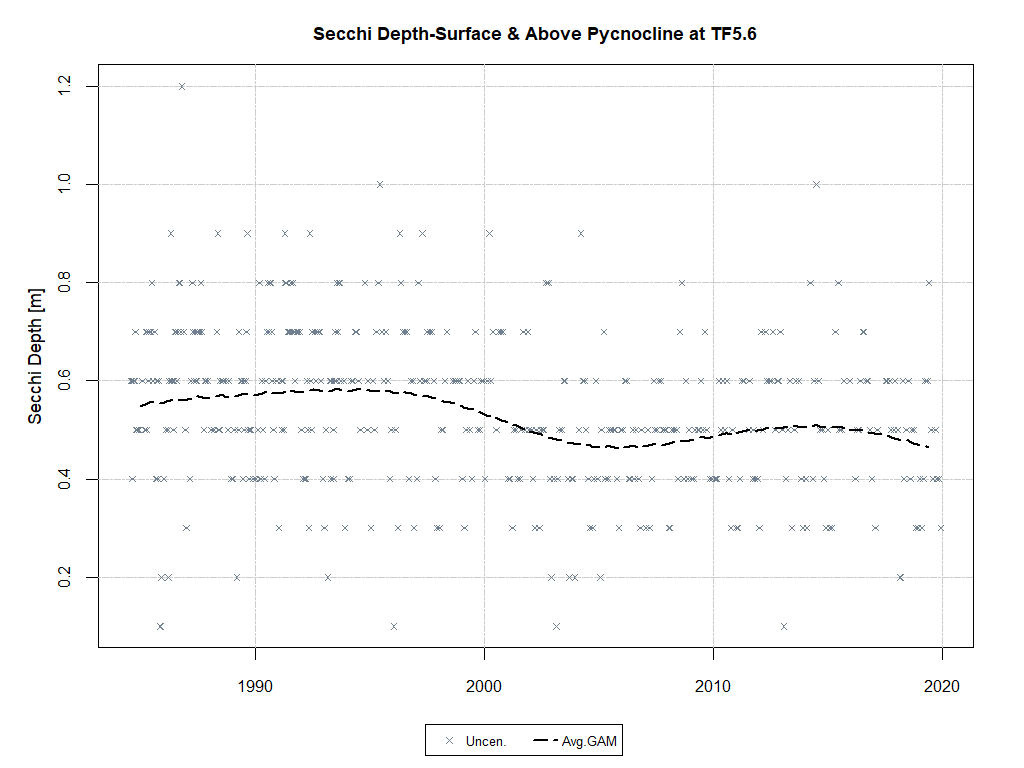 Secchi Depth-Surface & Above Pycnocline at TF5.6
Secchi Depth [m]
1.2
1.0
0.8
0.6
0.4
0.2
1990 2000 2010 2020
Uncen. Avg.GAM